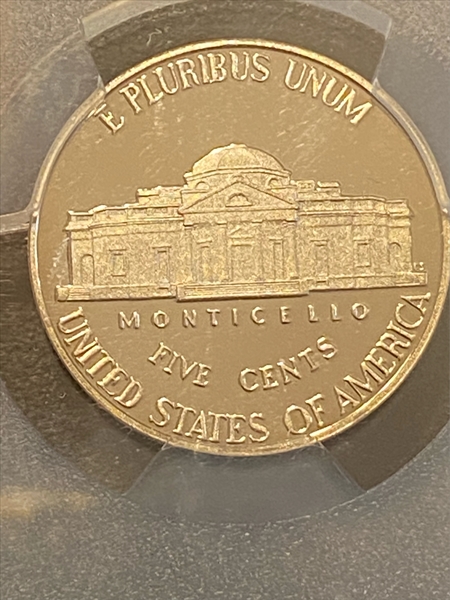 E PLURIBUS UNUM
MONTICELLO
FIVE CENTS
UNITED STATES OF AMERICA